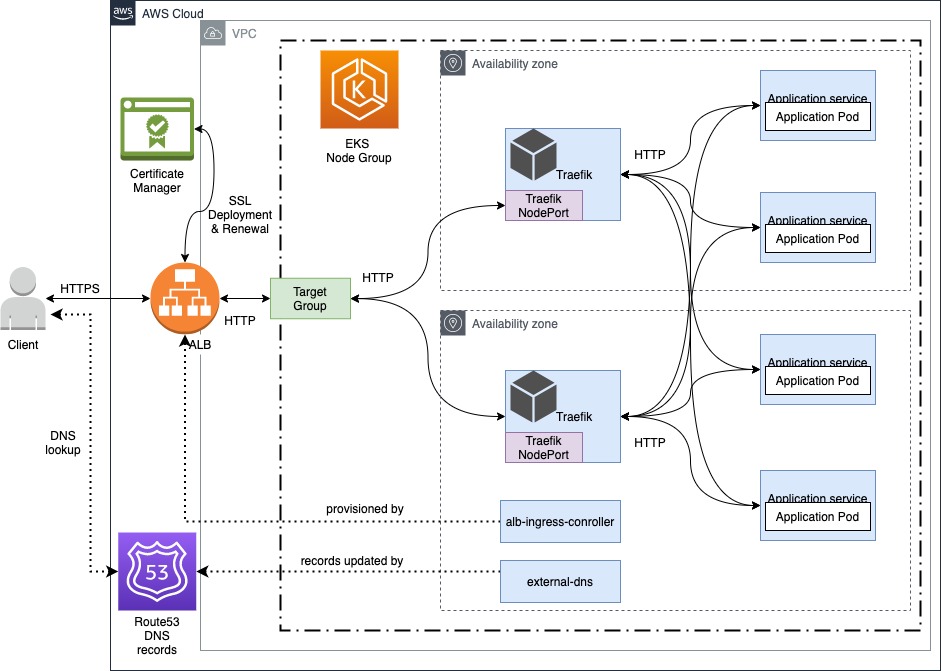 aws
AWS Cloud
VPC
EKS
Node Group
Availability zone
Application service
Application Pod
Traefik
Traefik
NodePort
HTTP
Application service
Application Pod
Certificate
Manager
SSL
Deployment
& Renewal
HTTPS
Client
ALB
HTTP
Target
Group
HTTP
Availability zone
Application service
Application Pod
Traefik
Traefik
NodePort
HTTP
Application service
Application Pod
DNS
lookup
provisioned by
alb-ingress-conroller
records updated by
external-dns
53
Route53
DNS
records